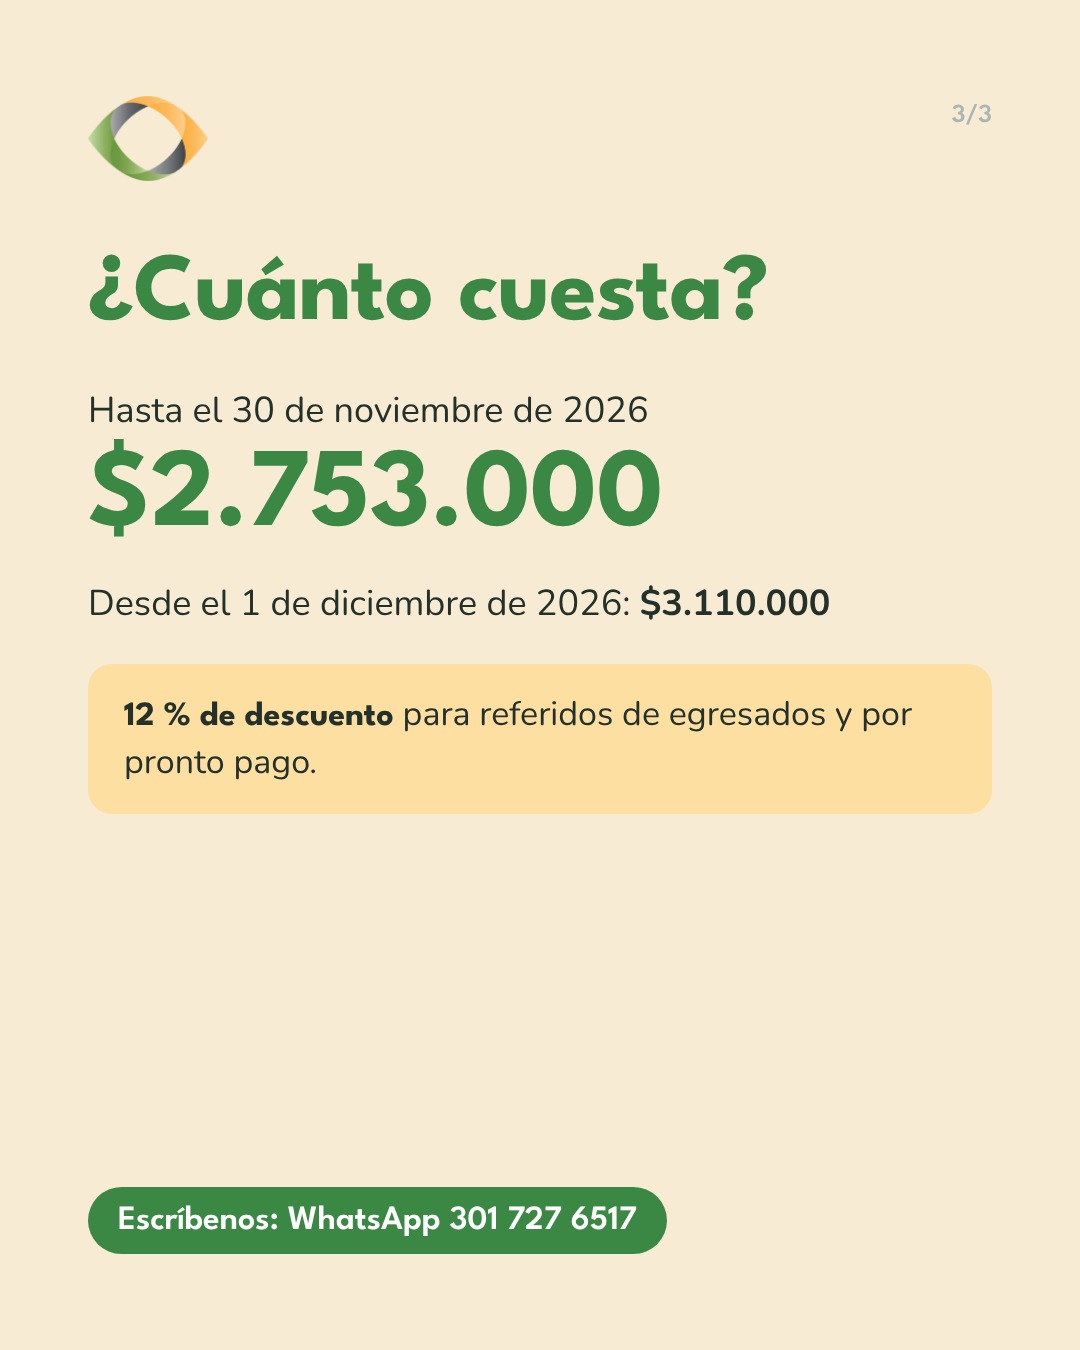 3/3
¿Cuánto cuesta?
Hasta el 30 de noviembre de 2026
$2.753.000
Desde el 1 de diciembre de 2026: $3.110.000
12 % de descuento para referidos de egresados y por
pronto pago.
Escríbenos: WhatsApp 301 727 6517